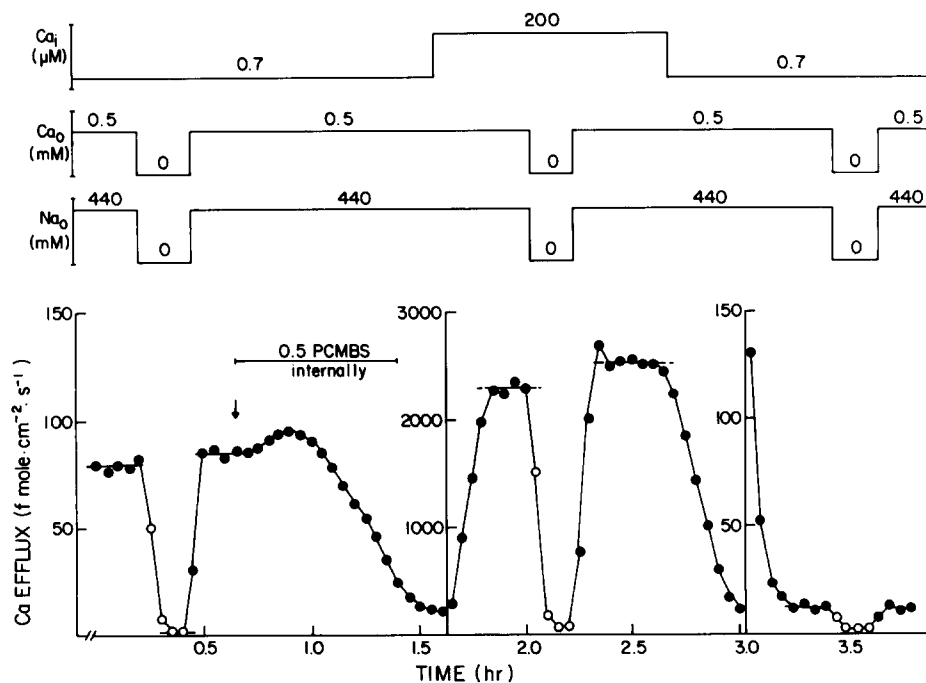 200
Ca i
(μM)
0.7 0.7
0.5 0.5 0.5 0.5
Ca o
(mM)
0 0 0
440 440 440 440
Na o
(mM)
0 0 0
150 3000 150
0.5 PCMBS
internally
100 2000 100
50 1000 50
Ca EFFLUX (f mole·cm⁻²·s⁻¹)
0.5 1.0 1.5 2.0 2.5 3.0 3.5
TIME (hr)